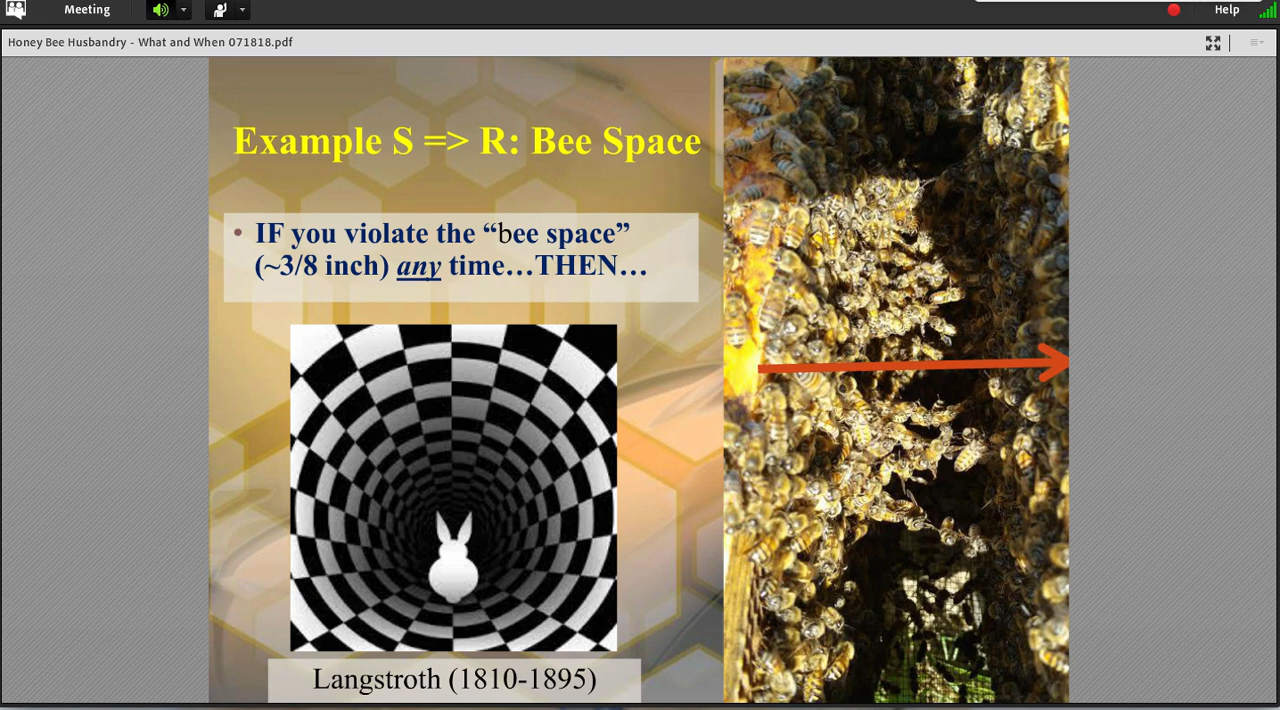 Meeting
Help
Honey Bee Husbandry - What and When 071818.pdf
Example S => R: Bee Space
• IF you violate the “bee space”
(~3/8 inch) any time…THEN…
Langstroth (1810-1895)